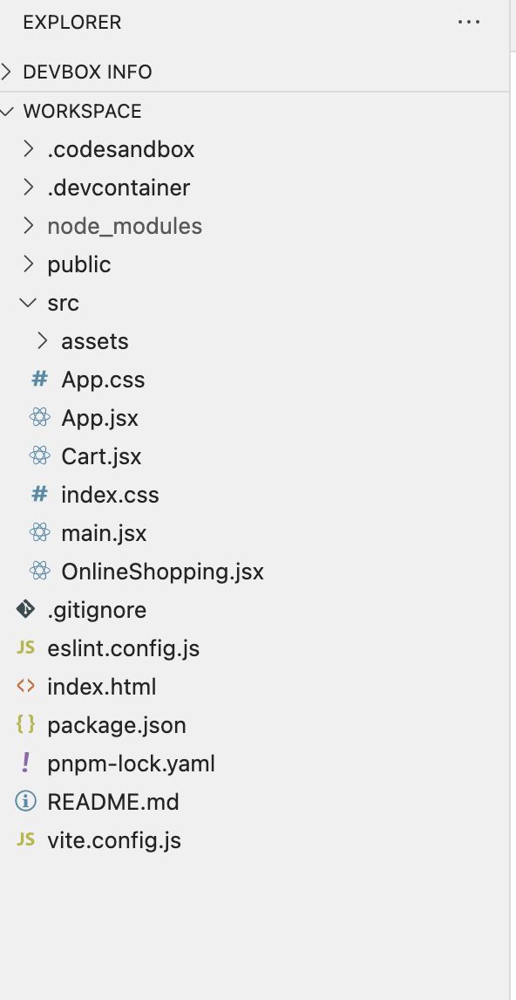 EXPLORER ...
DEVBOX INFO
WORKSPACE
.codesandbox
.devcontainer
node_modules
public
src
assets
# App.css
App.jsx
Cart.jsx
# index.css
main.jsx
OnlineShopping.jsx
.gitignore
JS eslint.config.js
<> index.html
{} package.json
! pnpm-lock.yaml
README.md
JS vite.config.js